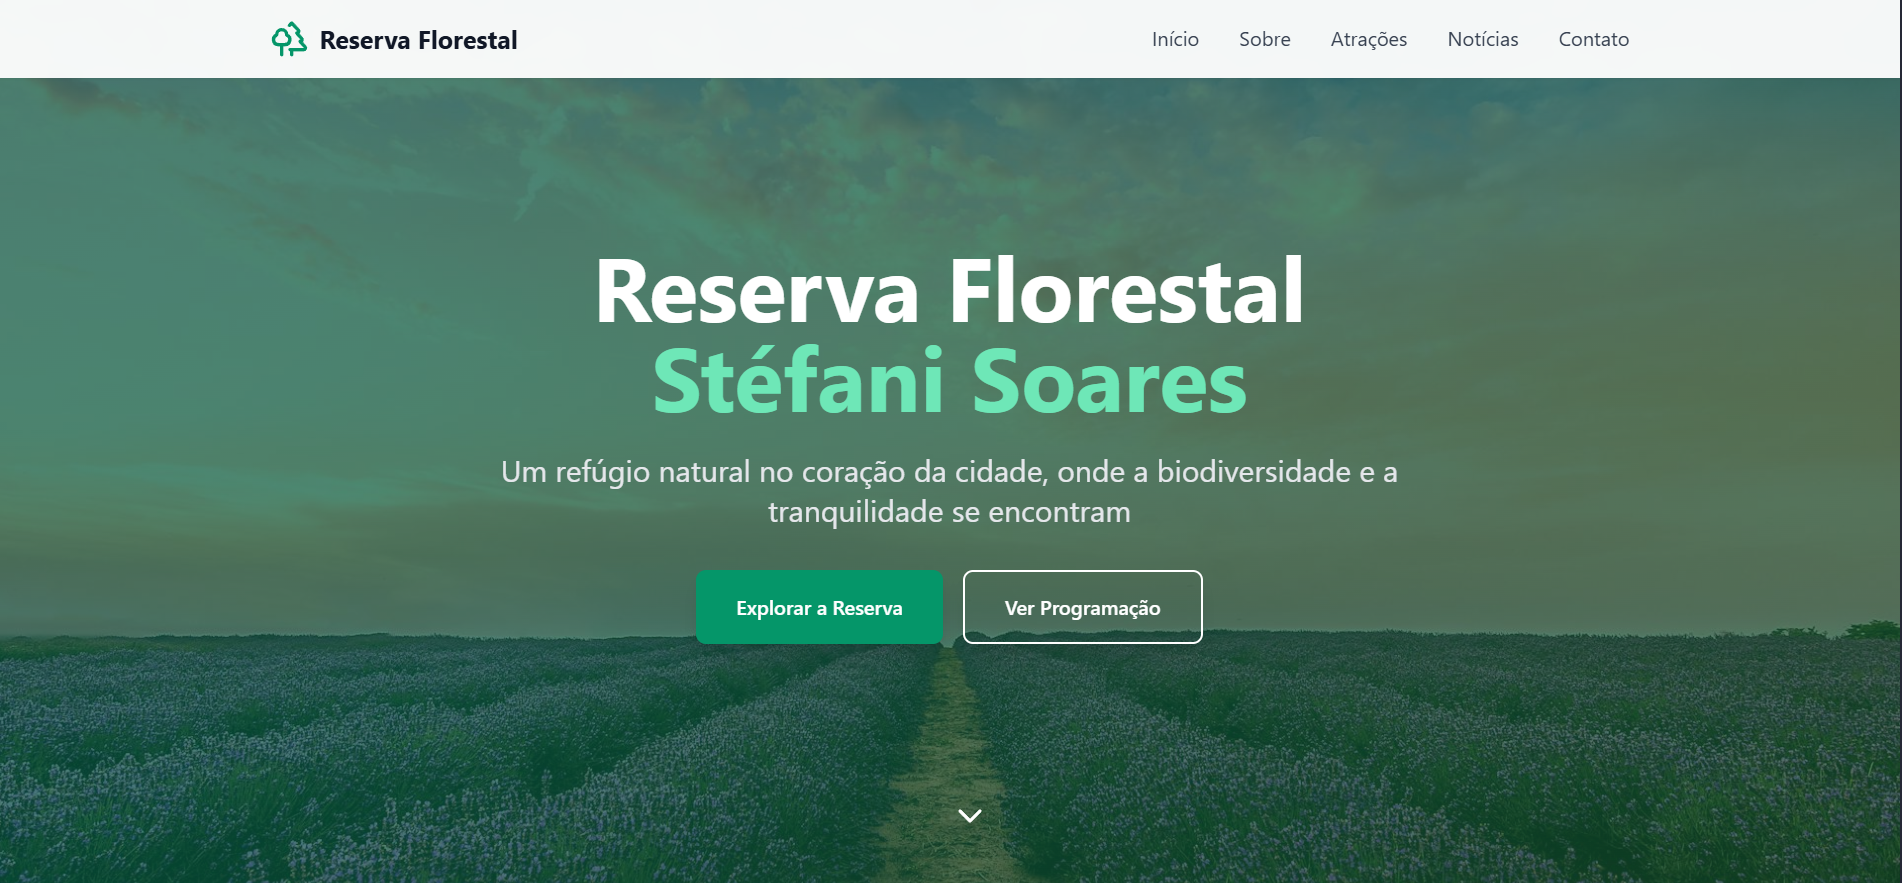 Reserva Florestal
Início
Sobre
Atrações
Notícias
Contato
Reserva Florestal
Stéfani Soares
Um refúgio natural no coração da cidade, onde a biodiversidade e a
tranquilidade se encontram
Explorar a Reserva
Ver Programação